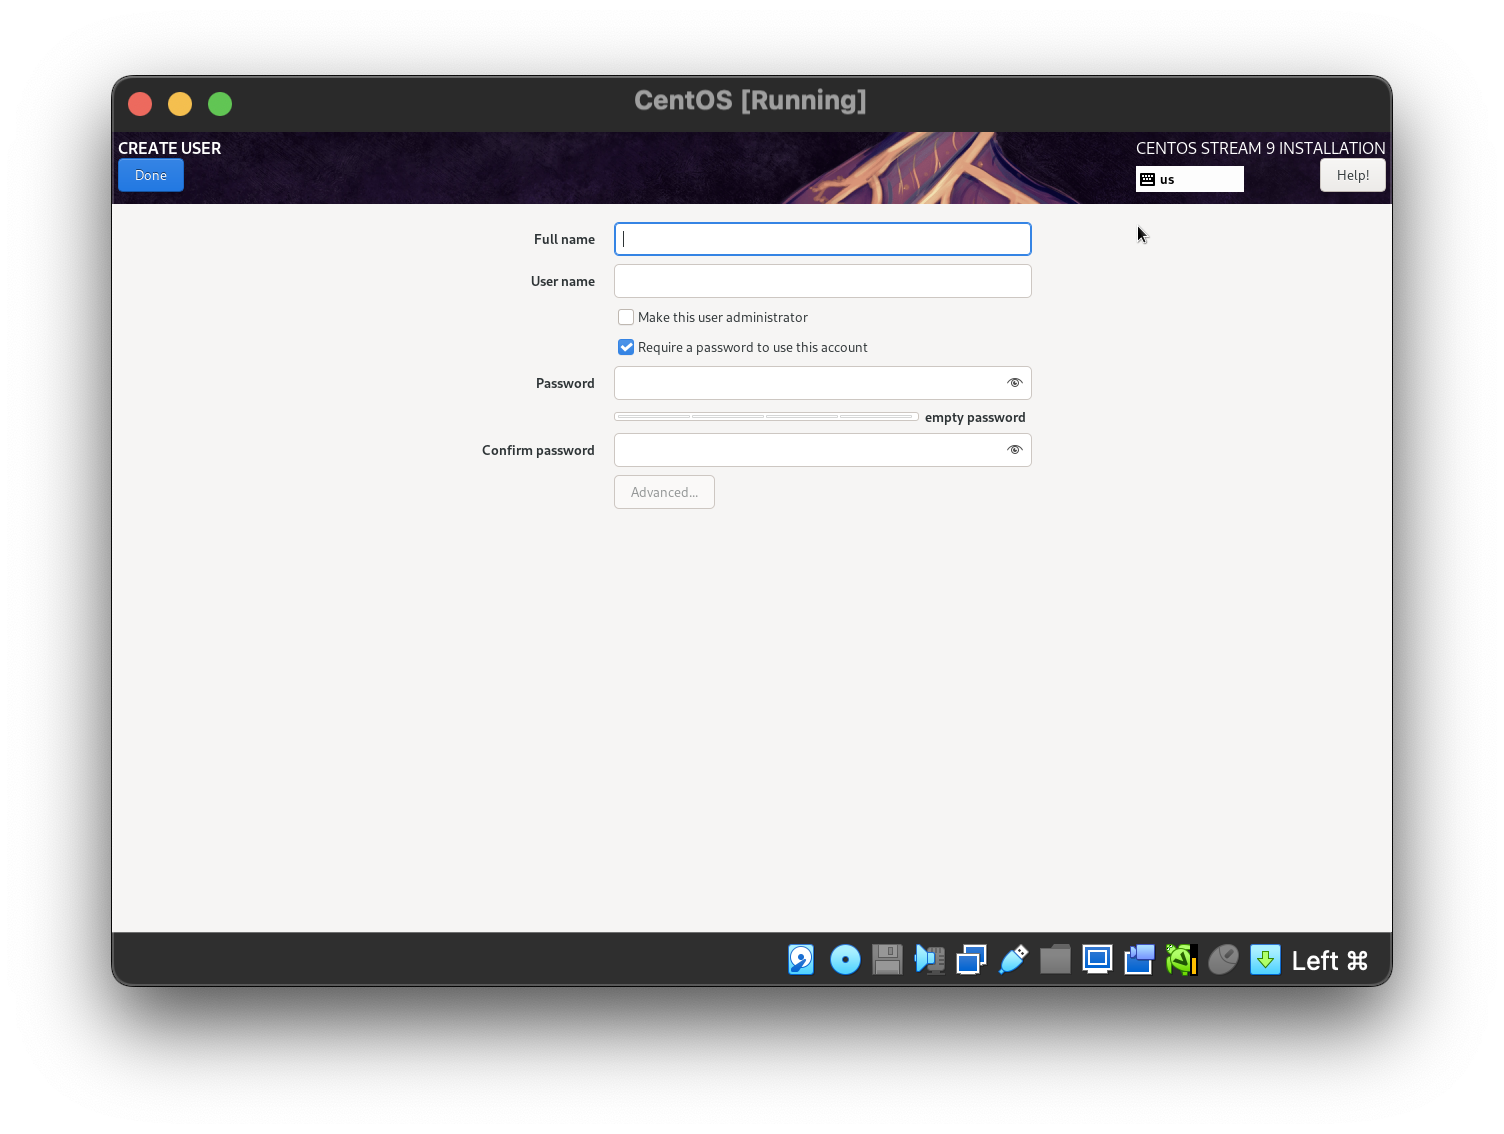 CentOS [Running]
CREATE USER
CENTOS STREAM 9 INSTALLATION
Done
us
Help!
Full name
User name
Make this user administrator
Require a password to use this account
Password
empty password
Confirm password
Advanced...
Left ⌘